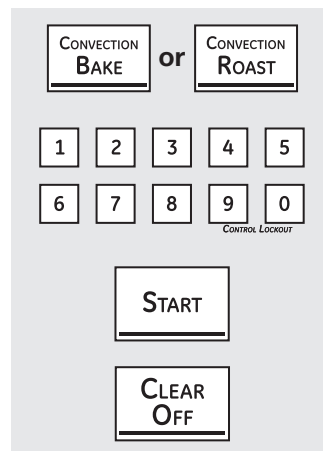 CONVECTION BAKE or CONVECTION ROAST
1 2 3 4 5
6 7 8 9 0
CONTROL LOCKOUT
START
CLEAR
OFF